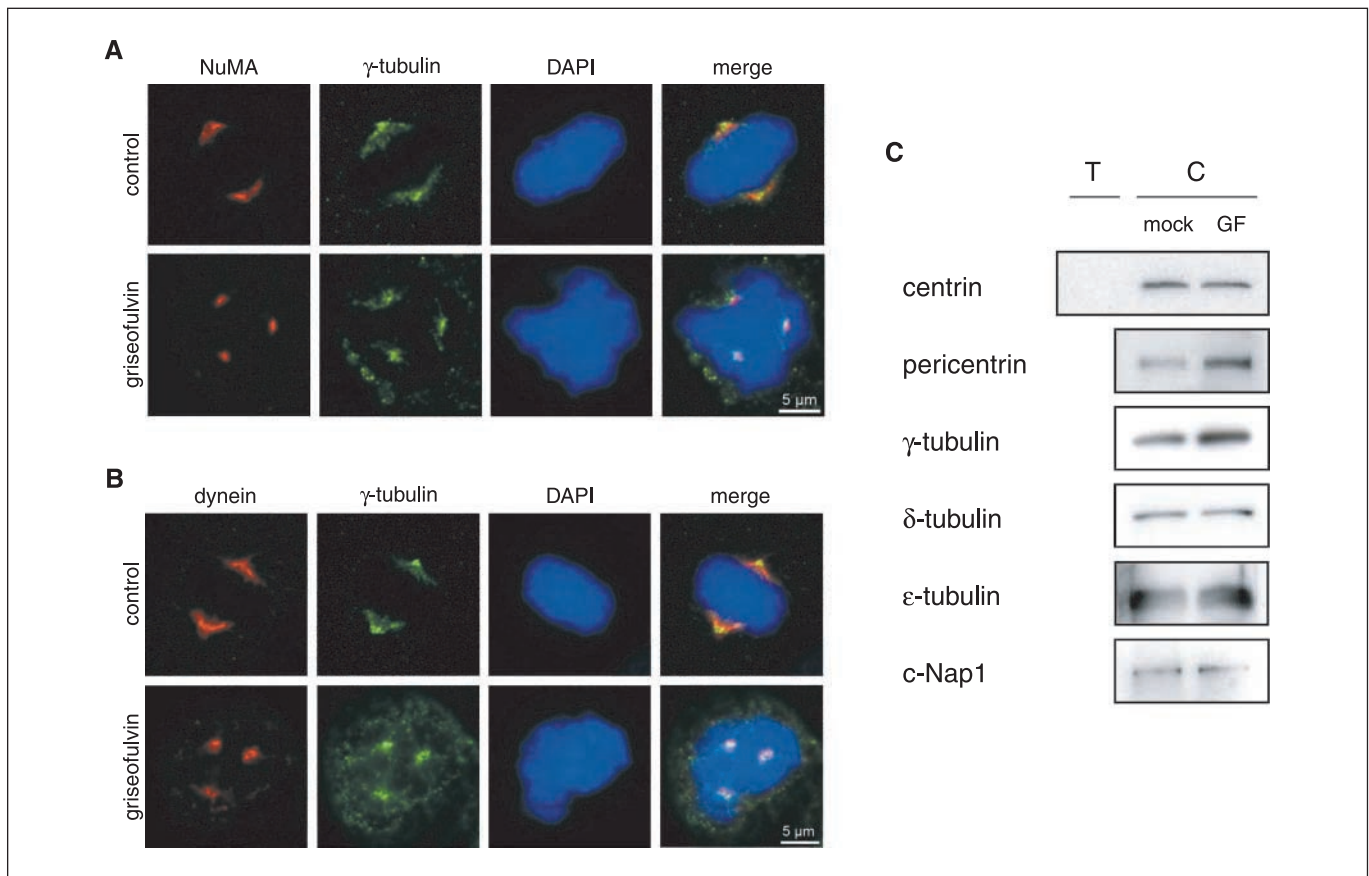 A
NuMA γ-tubulin DAPI merge
control
griseofulvin
5 μm
B
dynein γ-tubulin DAPI merge
control
griseofulvin
5 μm
C
T C
mock GF
centrin
pericentrin
γ-tubulin
δ-tubulin
ε-tubulin
c-Nap1